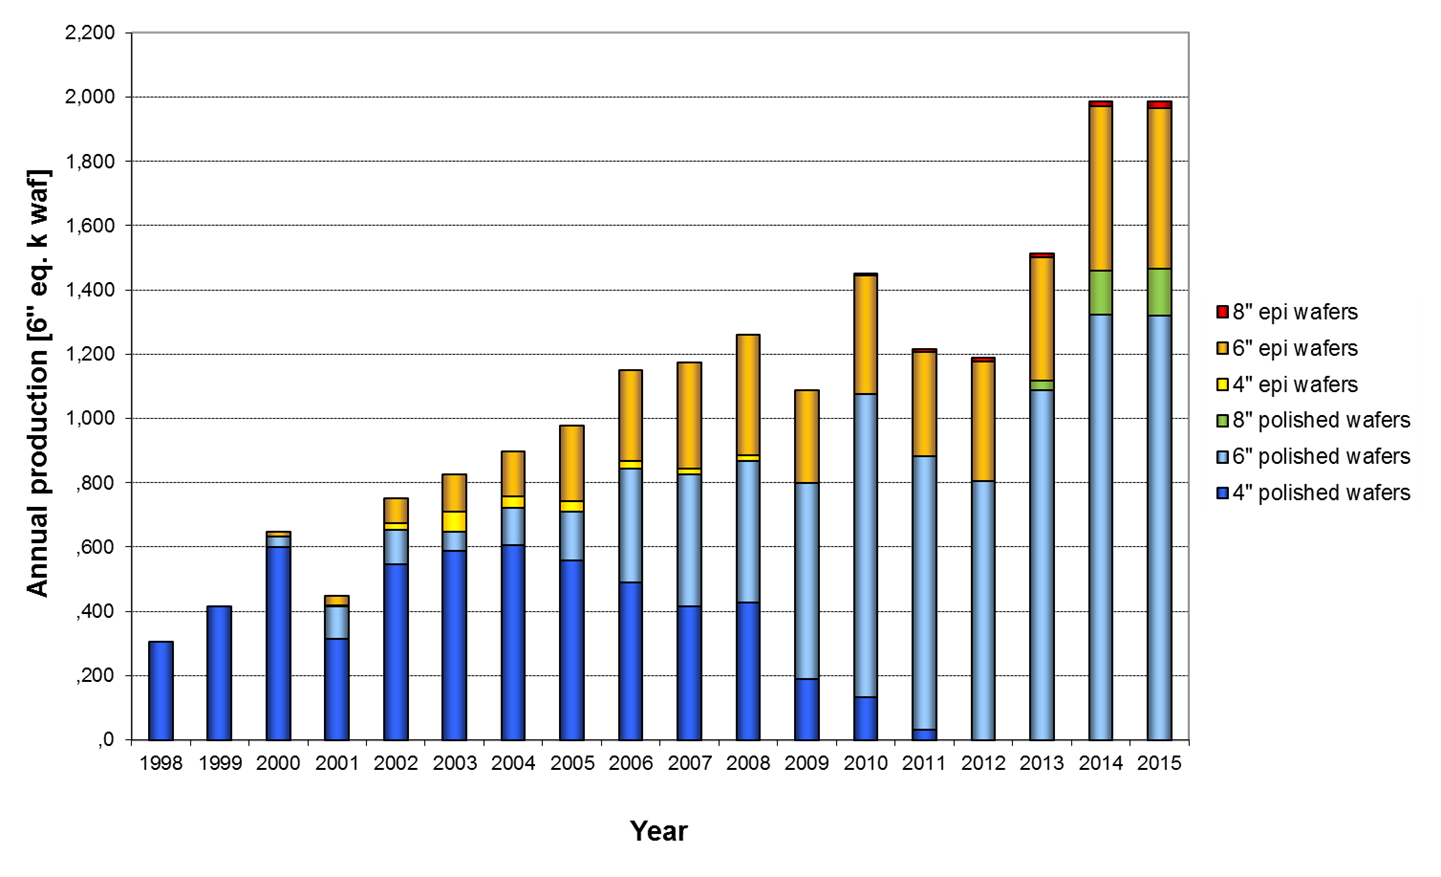 2,200
2,000
1,800
1,600
1,400
1,200
1,000
,800
,600
,400
,200
,0
Annual production [6" eq. k waf]
1998 1999 2000 2001 2002 2003 2004 2005 2006 2007 2008 2009 2010 2011 2012 2013 2014 2015
Year
8" epi wafers
6" epi wafers
4" epi wafers
8" polished wafers
6" polished wafers
4" polished wafers